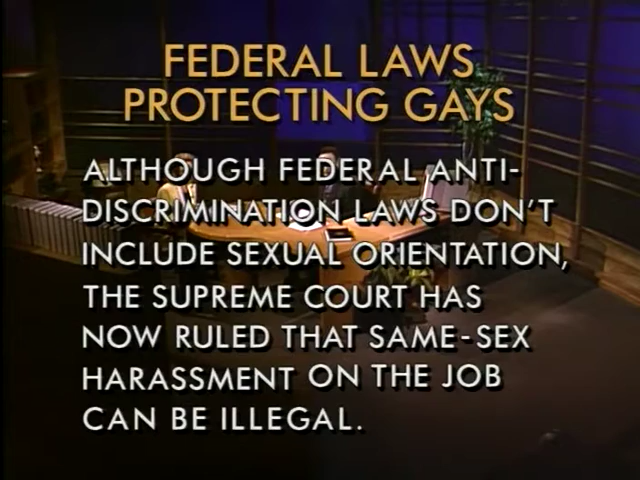 FEDERAL LAWS
PROTECTING GAYS
ALTHOUGH FEDERAL ANTI-
DISCRIMINATION LAWS DON'T
INCLUDE SEXUAL ORIENTATION,
THE SUPREME COURT HAS
NOW RULED THAT SAME-SEX
HARASSMENT ON THE JOB
CAN BE ILLEGAL.